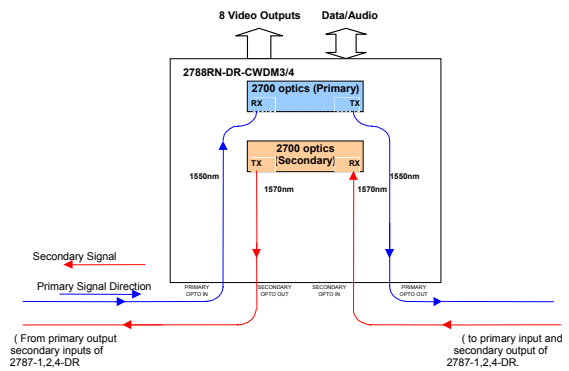 8 Video Outputs
Data/Audio
2788RN-DR-CWDM3/4
2700 optics (Primary)
RX
TX
2700 optics
(Secondary)
TX
RX
1550nm
1570nm
1570nm
1550nm
Secondary Signal
Primary Signal Direction
PRIMARY
OPTO IN
SECONDARY
OPTO OUT
SECONDARY
OPTO IN
PRIMARY
OPTO OUT
( From primary output
secondary inputs of
2787-1,2,4-DR
( to primary input and
secondary output of
2787-1,2,4-DR.